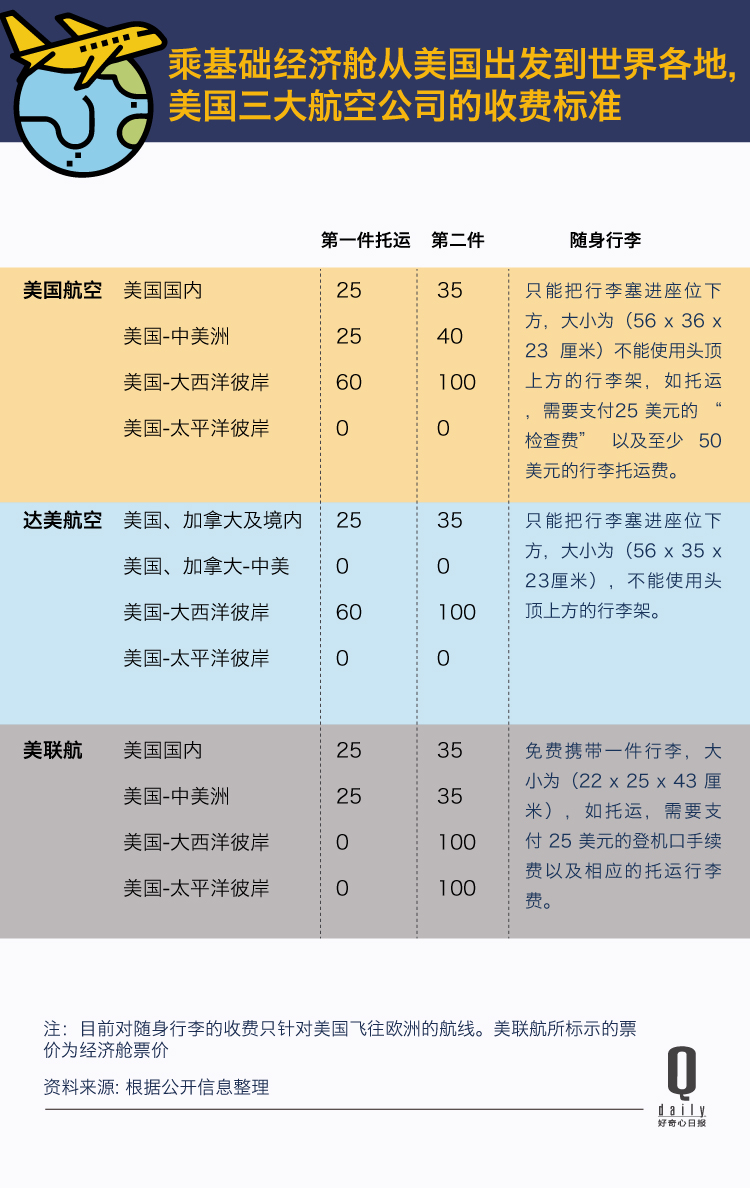 乘基础经济舱从美国出发到世界各地,
美国三大航空公司的收费标准
第一件托运 第二件 随身行李
美国航空 美国国内 25 35
美国-中美洲 25 40
美国-大西洋彼岸 60 100
美国-太平洋彼岸 0 0
只能把行李塞进座位下
方，大小为（56 x 36 x
23 厘米）不能使用头顶
上方的行李架，如托运
，需要支付25 美元的 “
检查费” 以及至少 50
美元的行李托运费。
达美航空 美国、加拿大及境内 25 35
美国、加拿大-中美 0 0
美国-大西洋彼岸 60 100
美国-太平洋彼岸 0 0
只能把行李塞进座位下
方，大小为（56 x 35 x
23厘米），不能使用头
顶上方的行李架。
美联航 美国国内 25 35
美国-中美洲 25 35
美国-大西洋彼岸 0 100
美国-太平洋彼岸 0 100
免费携带一件行李，大
小为（22 x 25 x 43 厘
米），如托运，需要支
付 25 美元的登机口手续
费以及相应的托运行李
费。
注：目前对随身行李的收费只针对美国飞往欧洲的航线。美联航所标示的票
价为经济舱票价
资料来源: 根据公开信息整理
Q
daily
好奇心日报